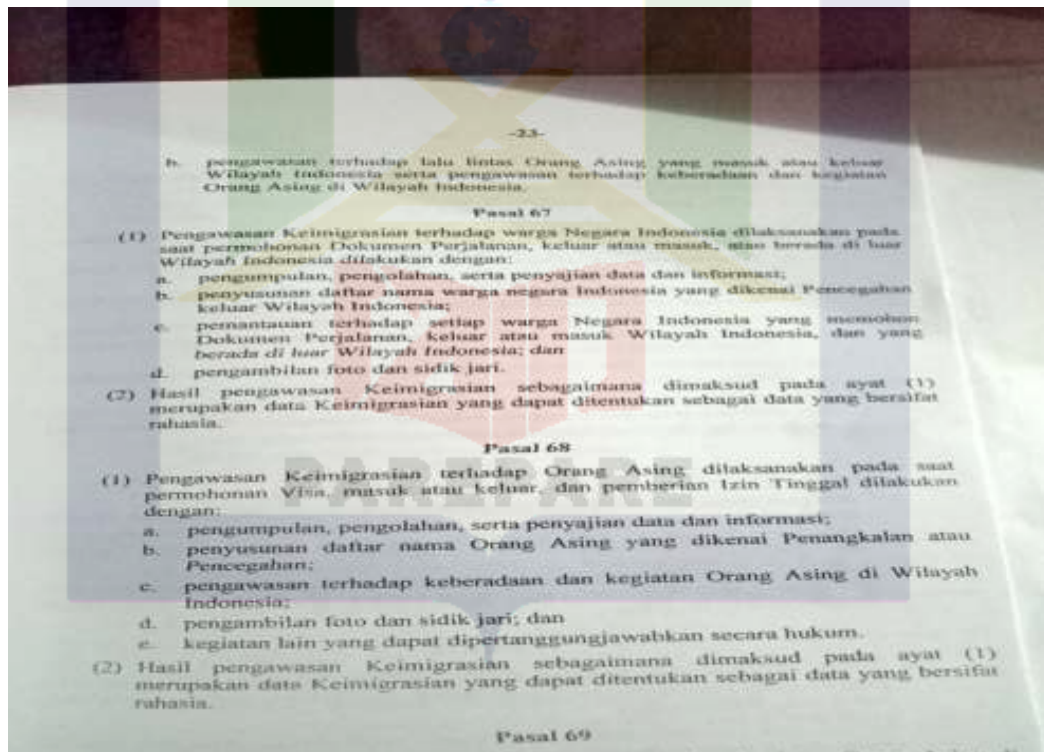 -23-
b. pengawasan terhadap lalu lintas Orang Asing yang masuk atau keluar
Wilayah Indonesia serta pengawasan terhadap keberadaan dan kegiatan
Orang Asing di Wilayah Indonesia.
Pasal 67
(1) Pengawasan Keimigrasian terhadap warga Negara Indonesia dilaksanakan pada
saat permohonan Dokumen Perjalanan, keluar atau masuk, atau berada di luar
Wilayah Indonesia dilakukan dengan:
a. pengumpulan, pengolahan, serta penyajian data dan informasi;
b. penyusunan daftar nama warga negara Indonesia yang dikenai Pencegahan
keluar Wilayah Indonesia;
c. pemantauan terhadap setiap warga Negara Indonesia yang memohon
Dokumen Perjalanan, keluar atau masuk Wilayah Indonesia, dan yang
berada di luar Wilayah Indonesia; dan
d. pengambilan foto dan sidik jari.
(2) Hasil pengawasan Keimigrasian sebagaimana dimaksud pada ayat (1)
merupakan data Keimigrasian yang dapat ditentukan sebagai data yang bersifat
rahasia.
Pasal 68
PAREPARE
(1) Pengawasan Keimigrasian terhadap Orang Asing dilaksanakan pada saat
permohonan Visa, masuk atau keluar, dan pemberian Izin Tinggal dilakukan
dengan:
a. pengumpulan, pengolahan, serta penyajian data dan informasi;
b. penyusunan daftar nama Orang Asing yang dikenai Penangkalan atau
Pencegahan;
c. pengawasan terhadap keberadaan dan kegiatan Orang Asing di Wilayah
Indonesia;
d. pengambilan foto dan sidik jari; dan
e. kegiatan lain yang dapat dipertanggungjawabkan secara hukum.
(2) Hasil pengawasan Keimigrasian sebagaimana dimaksud pada ayat (1)
merupakan data Keimigrasian yang dapat ditentukan sebagai data yang bersifat
rahasia.
Pasal 69